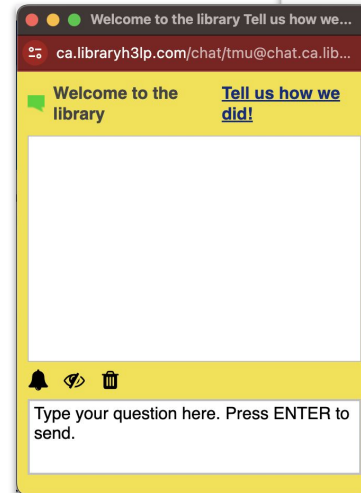 Welcome to the library Tell us how we...
ca.libraryh3lp.com/chat/tmu@chat.ca.lib...
Welcome to the
library
Tell us how we
did!
Type your question here. Press ENTER to
send.